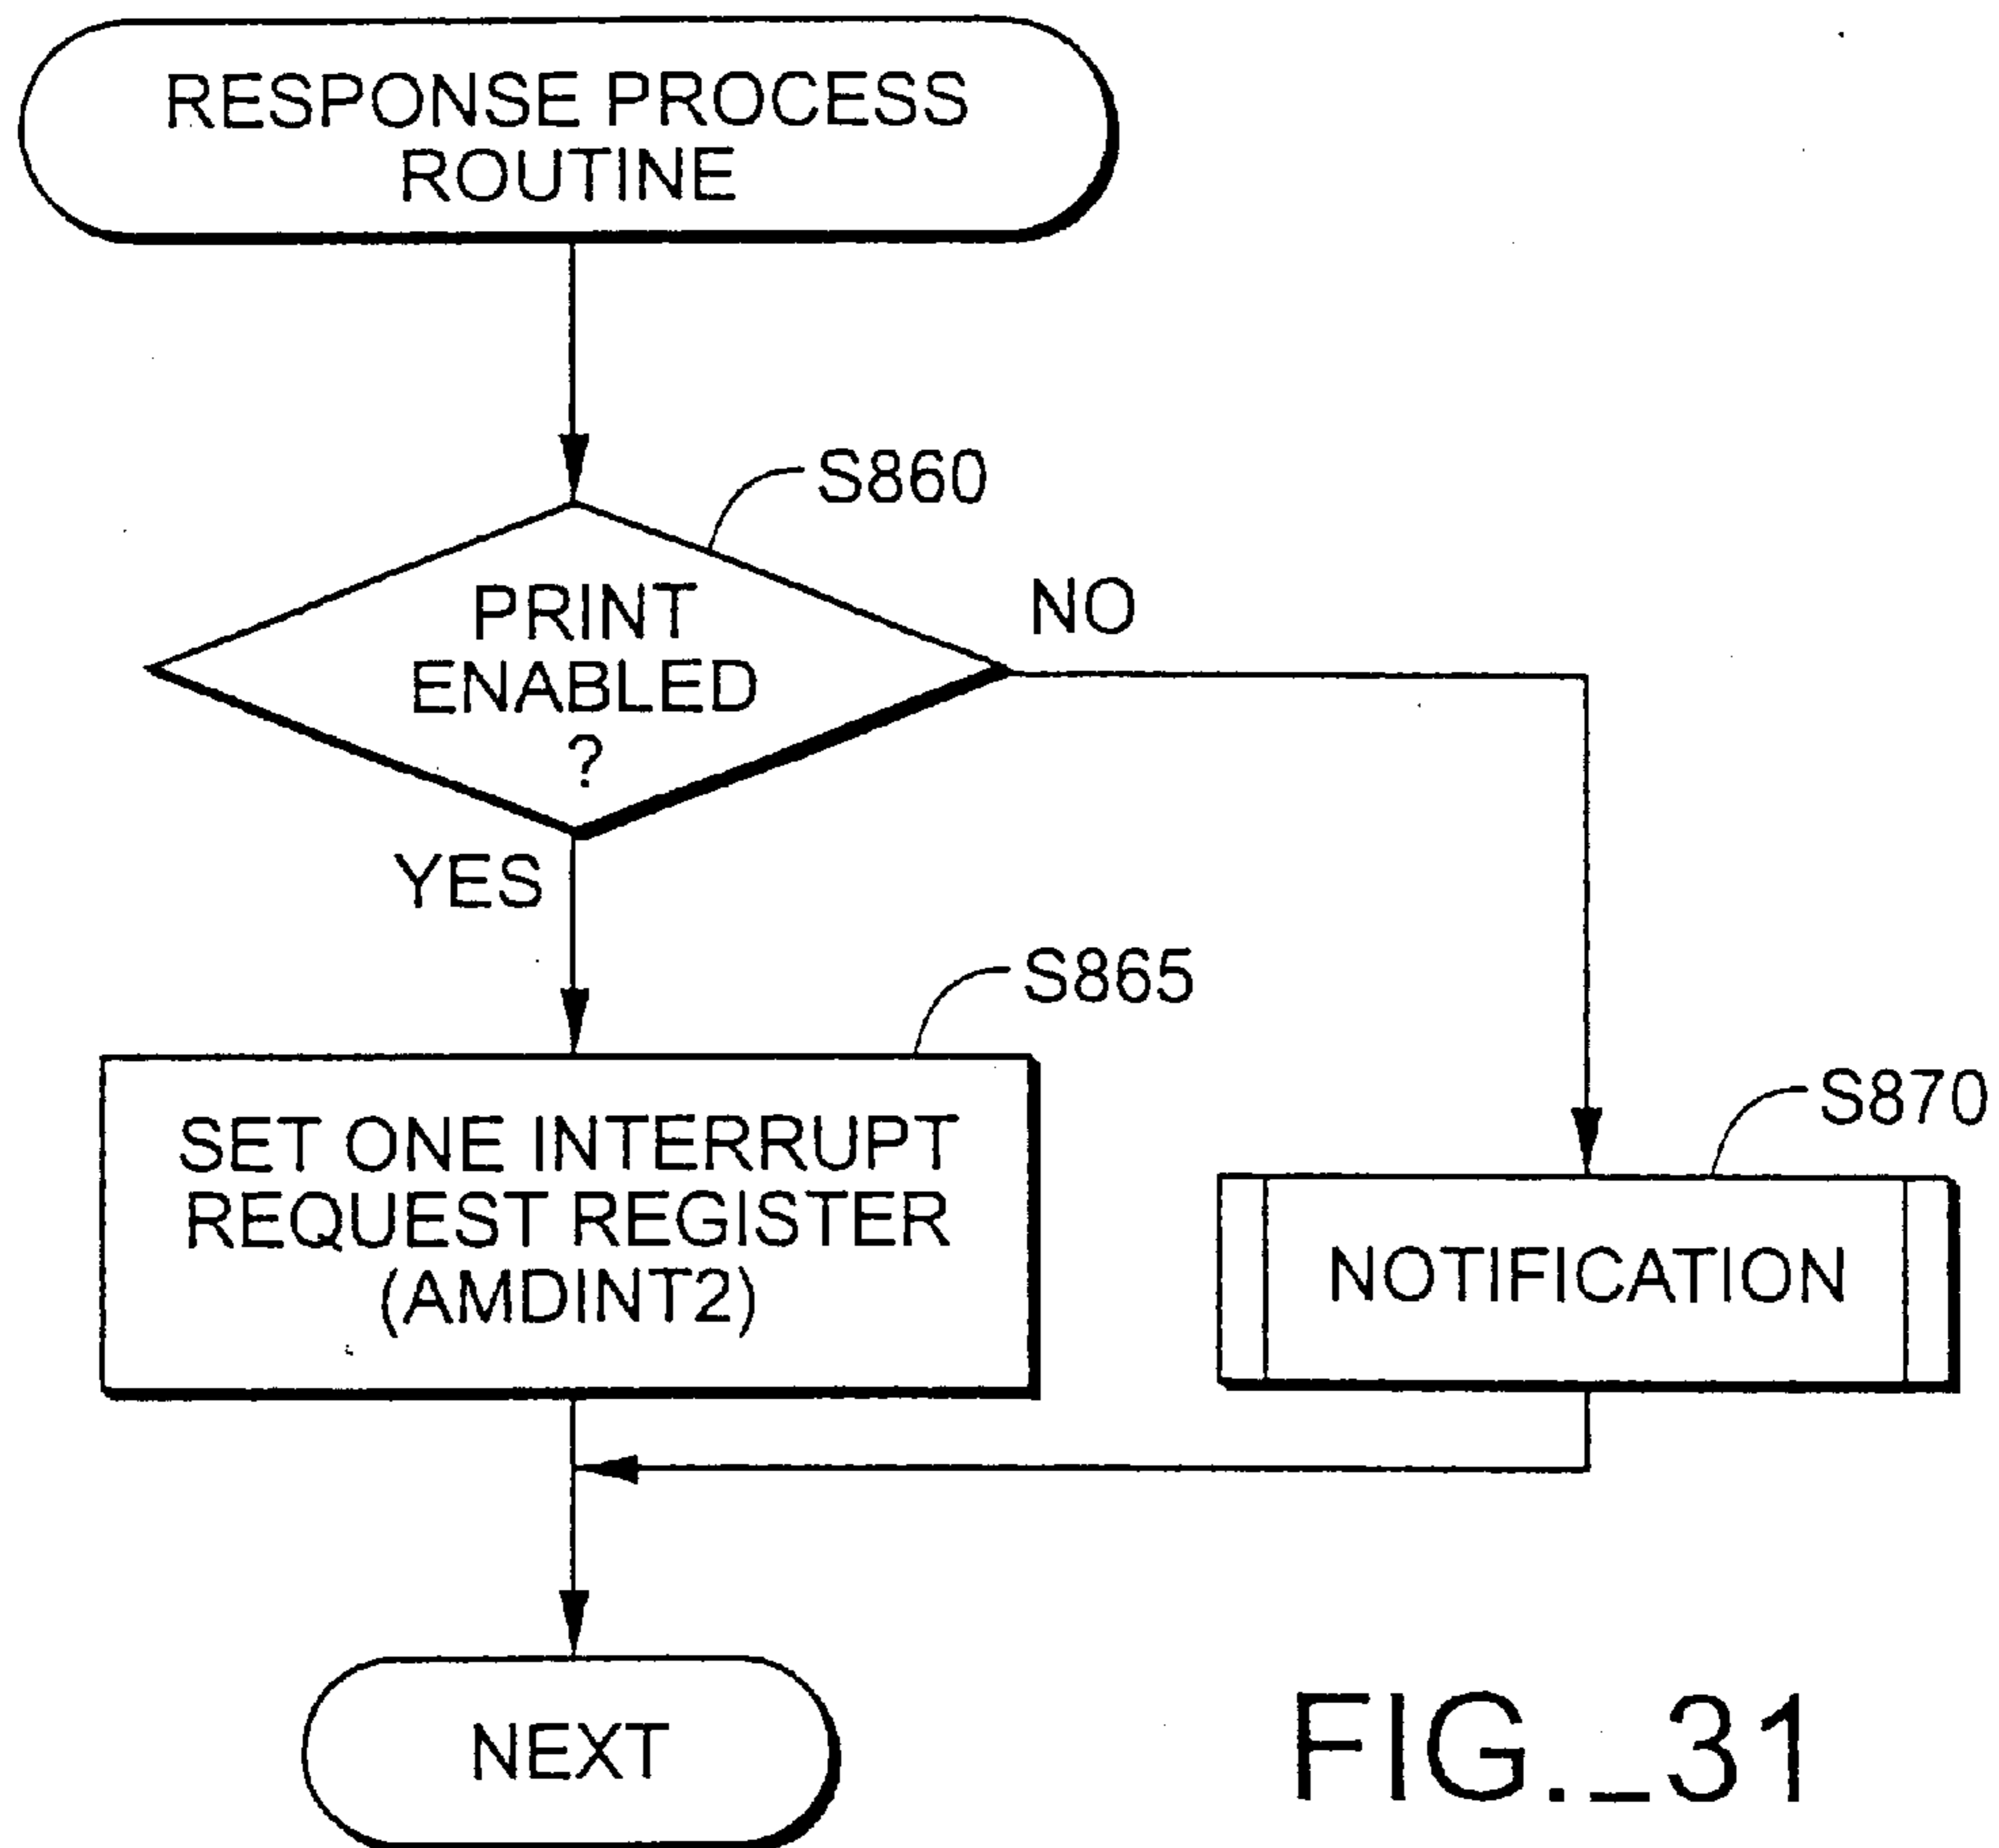 RESPONSE PROCESS
ROUTINE
S860
PRINT
ENABLED
?
NO
YES
S865
SET ONE INTERRUPT
REQUEST REGISTER
(AMDINT2)
S870
NOTIFICATION
NEXT
FIG._31